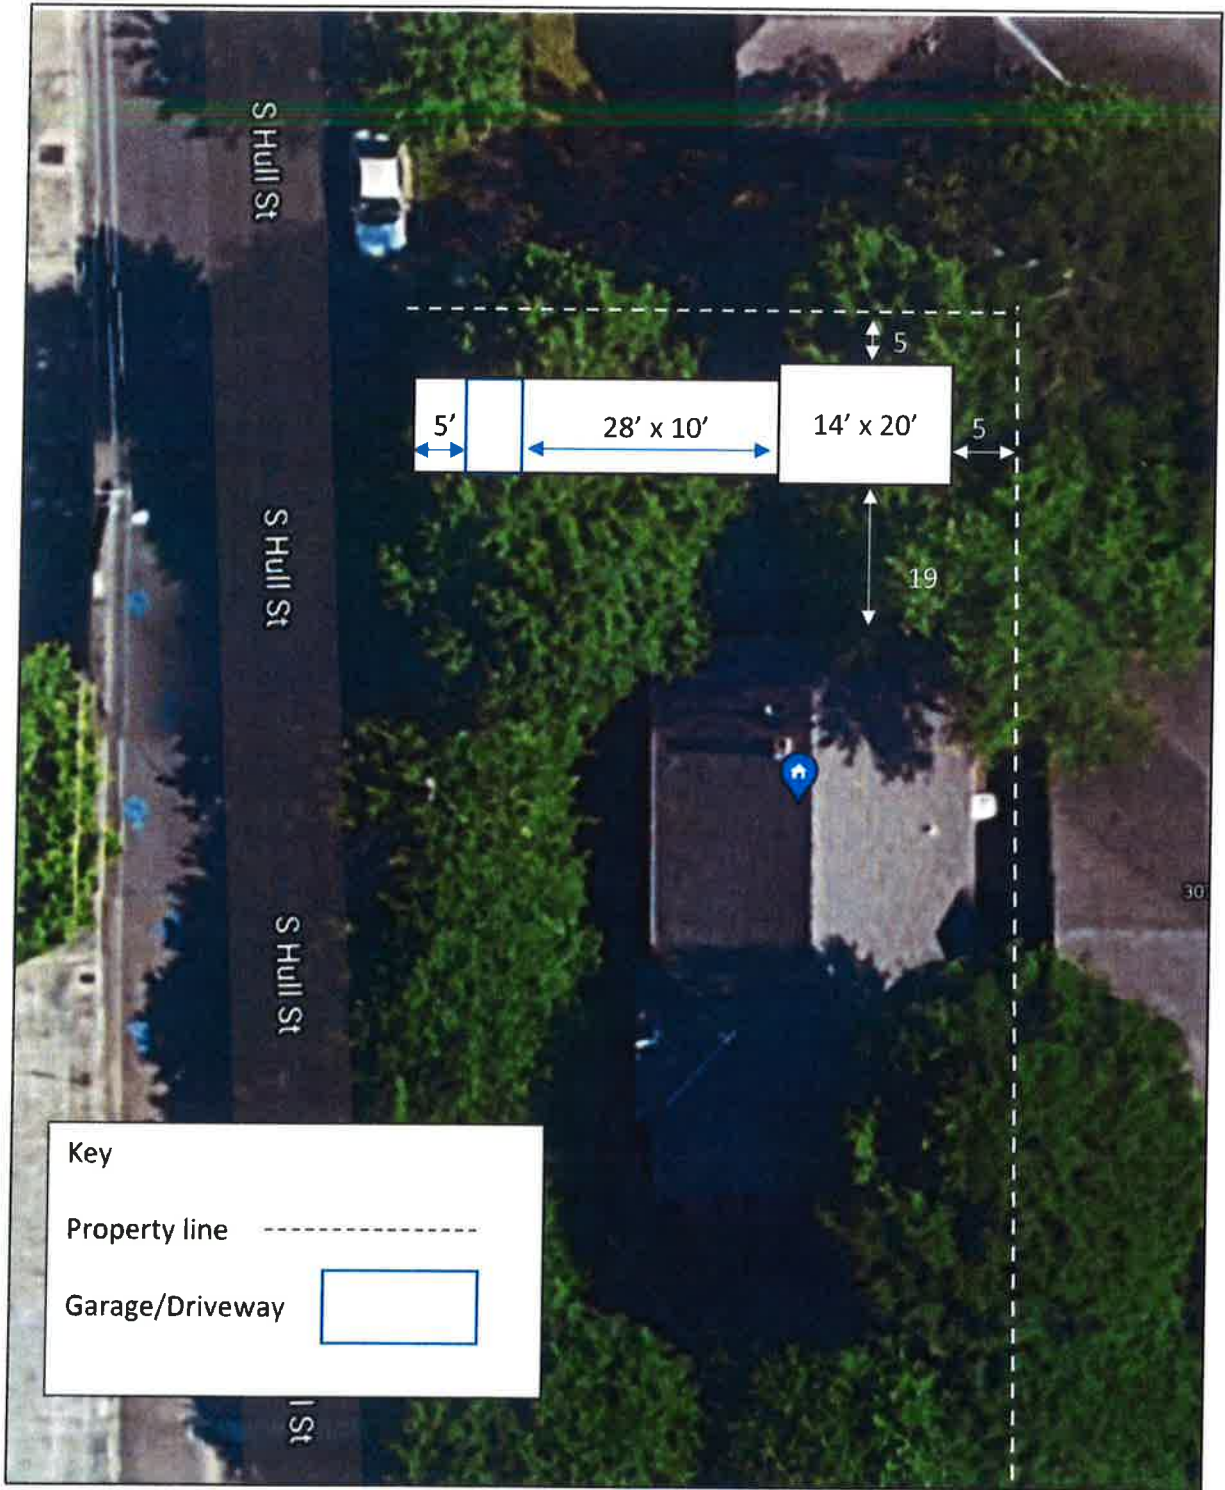 S Hull St
5
5'
28' x 10'
14' x 20'
5
S Hull St
19
30
S Hull St
Key
Property line
Garage/Driveway
l St